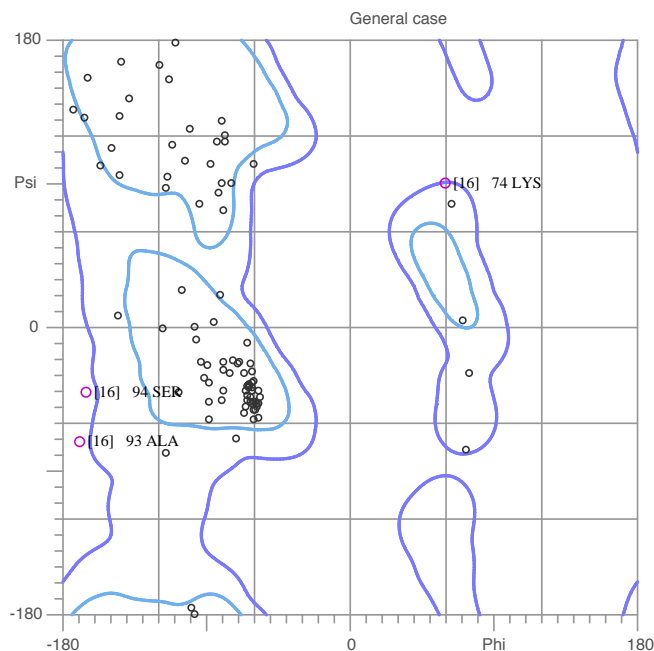 General case
180
Psi
[16] 74 LYS
0
[16] 94 SER
[16] 93 ALA
-180
-180 0 Phi 180